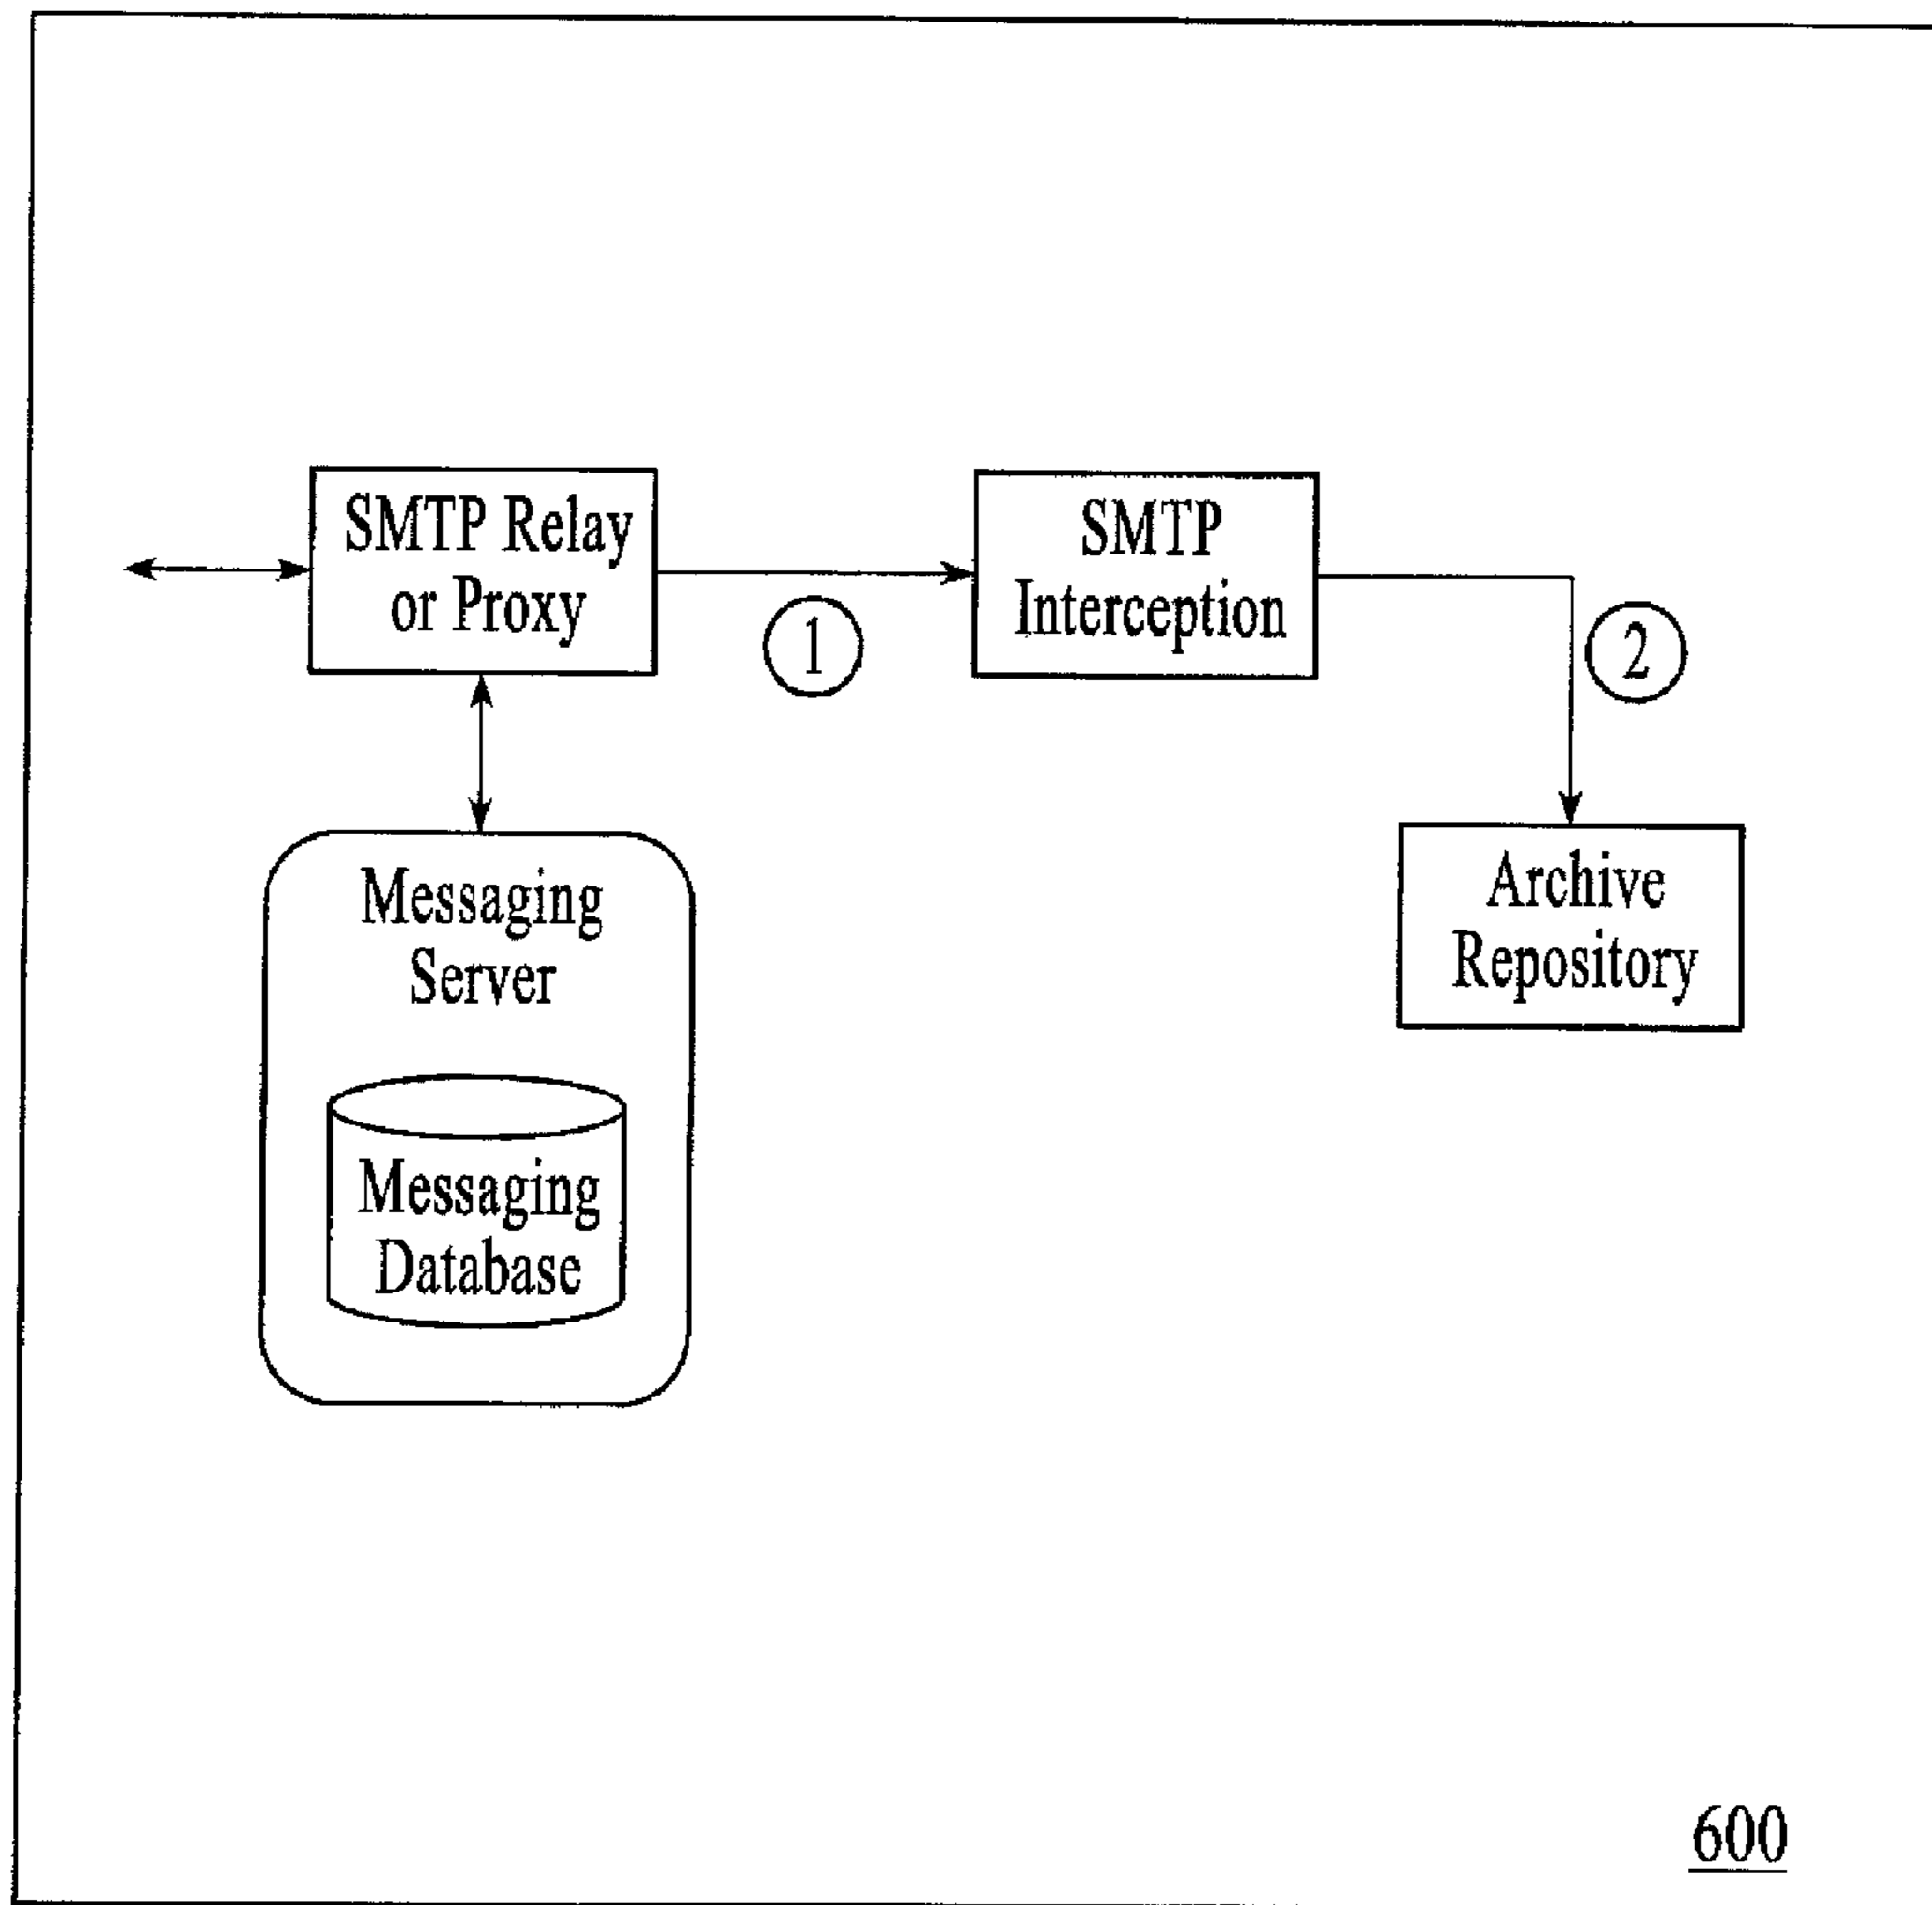 SMTP Relay
or Proxy
1
SMTP
Interception
2
Messaging
Server
Archive
Repository
Messaging
Database
600